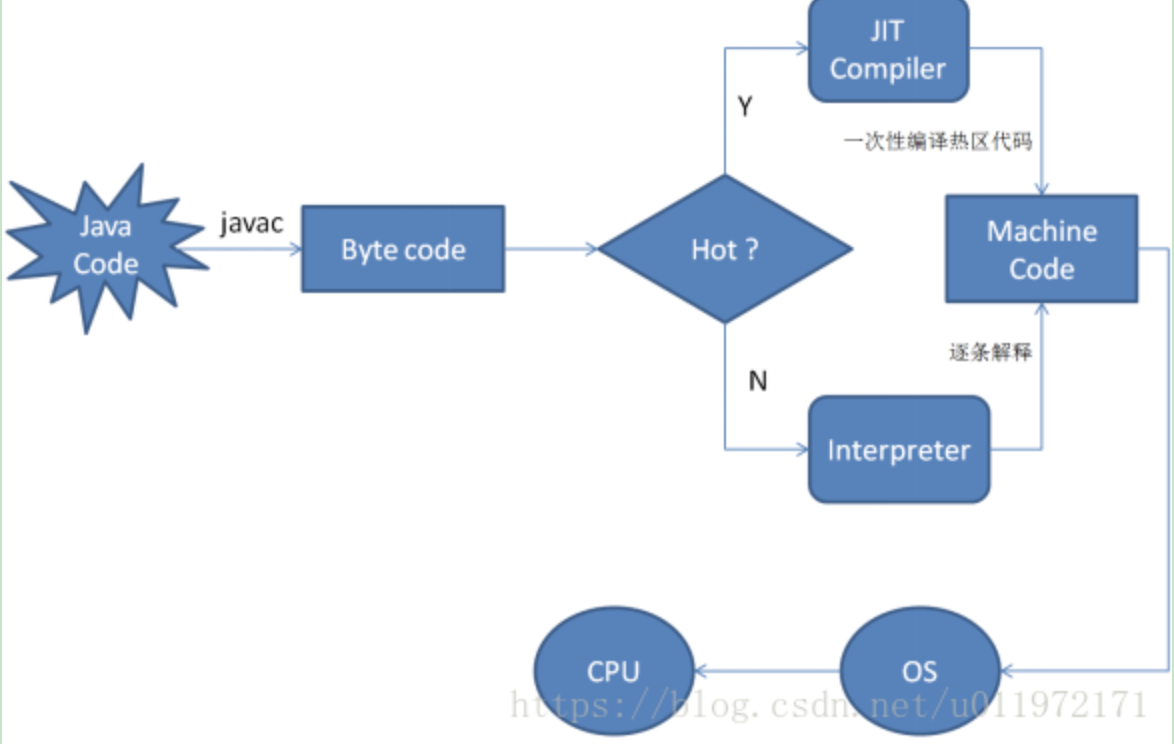 JIT
Compiler
Y
一次性编译热区代码
Java
Code
javac
Byte code
Hot ?
Machine
Code
逐条解释
N
Interpreter
CPU
OS
https://blog.csdn.net/u011972171